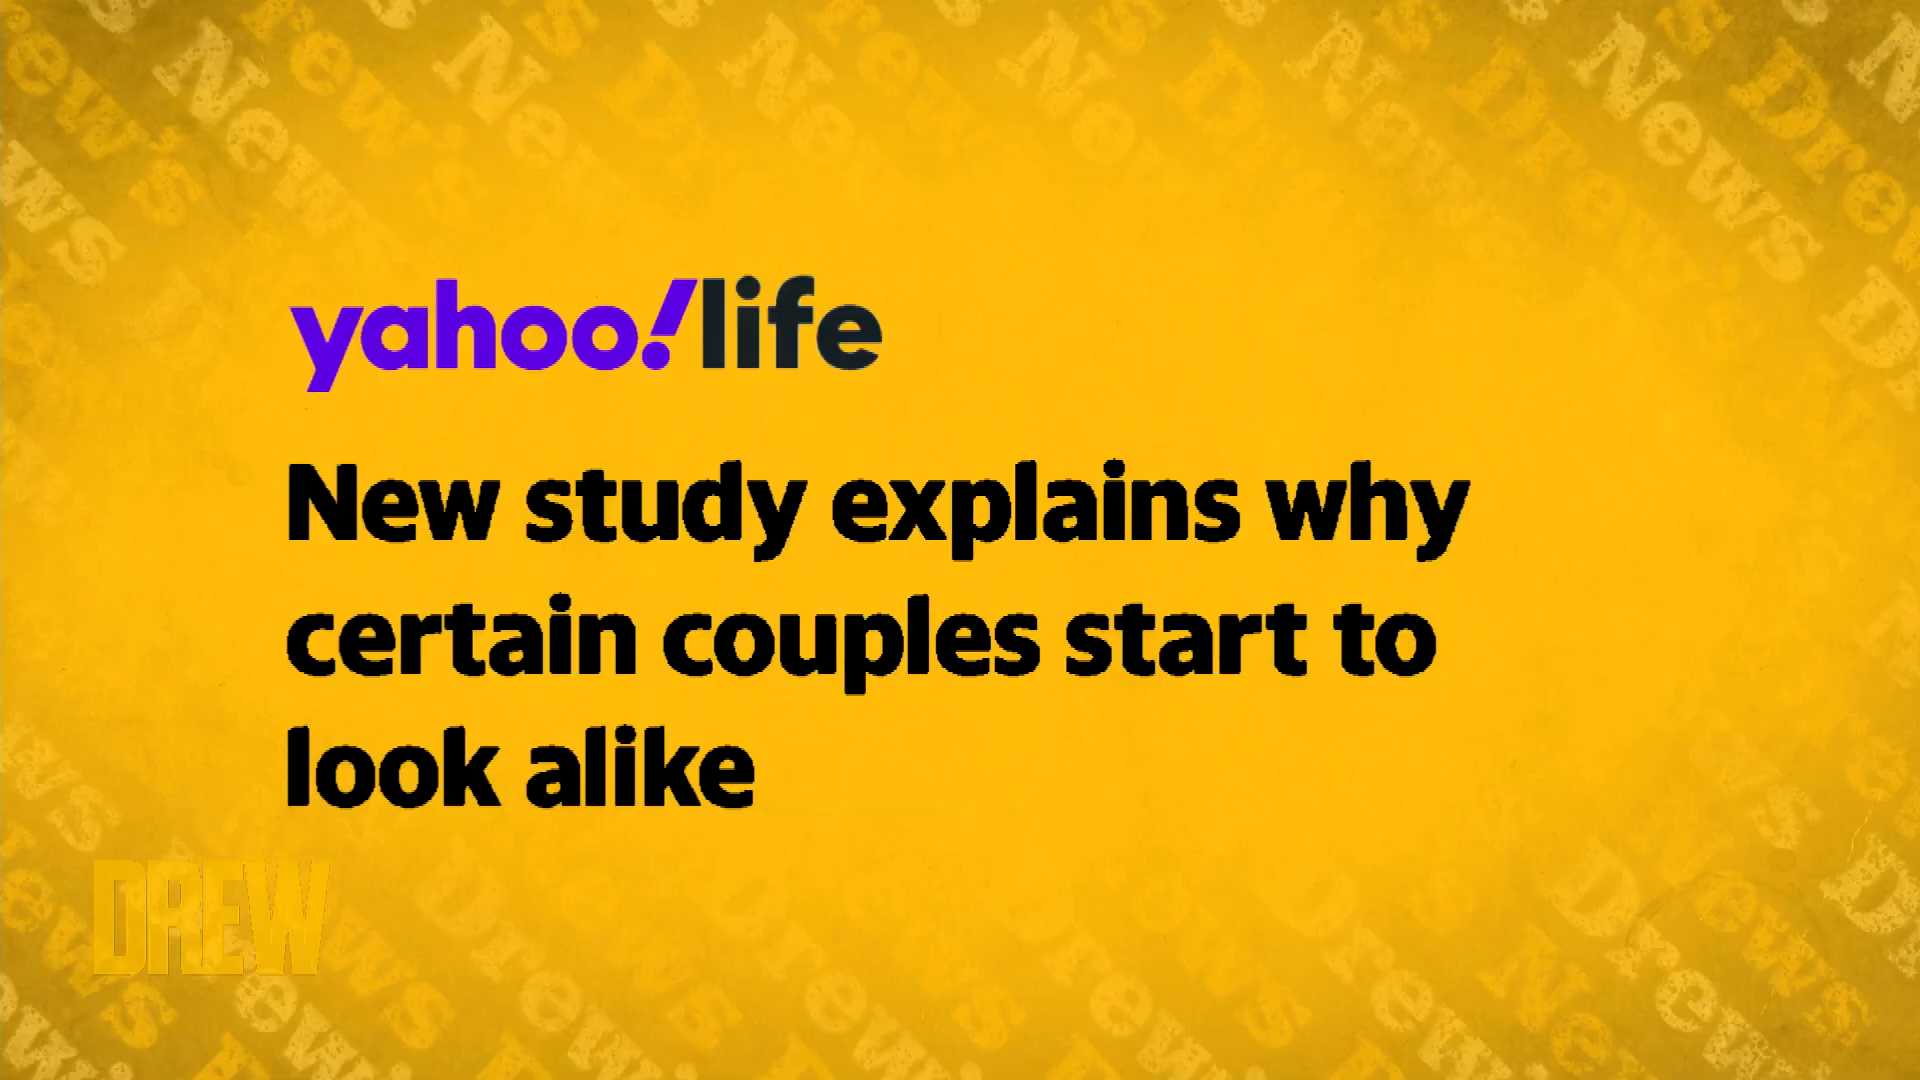 yahoo!life
New study explains why
certain couples start to
look alike
DREW